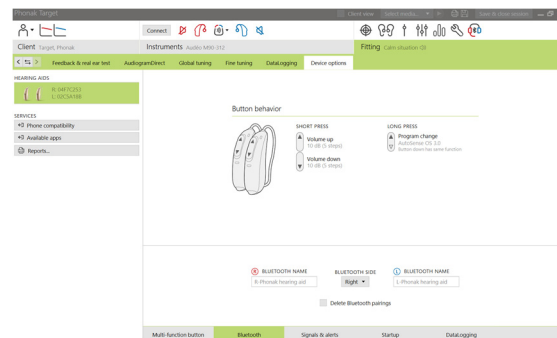 Phonak Target
Client view
Select media...
Save & close session
Connect
Client Target, Phonak
Instruments Audéo M90-312
Fitting Calm situation (0)
Feedback & real ear test
AudiogramDirect
Global tuning
Fine tuning
DataLogging
Device options
HEARING AIDS
SERVICES
Phone compatibility
Available apps
Reports...
Button behavior
SHORT PRESS
LONG PRESS
Volume up
10 dB (5 steps)
Volume down
10 dB (5 steps)
Program change
AutoSense OS 3.0
Button down has same function
R BLUETOOTH NAME
R-Phonak hearing aid
BLUETOOTH SIDE
Right
L BLUETOOTH NAME
L-Phonak hearing aid
Delete Bluetooth pairings
Multi-function button
Bluetooth
Signals & alerts
Startup
DataLogging